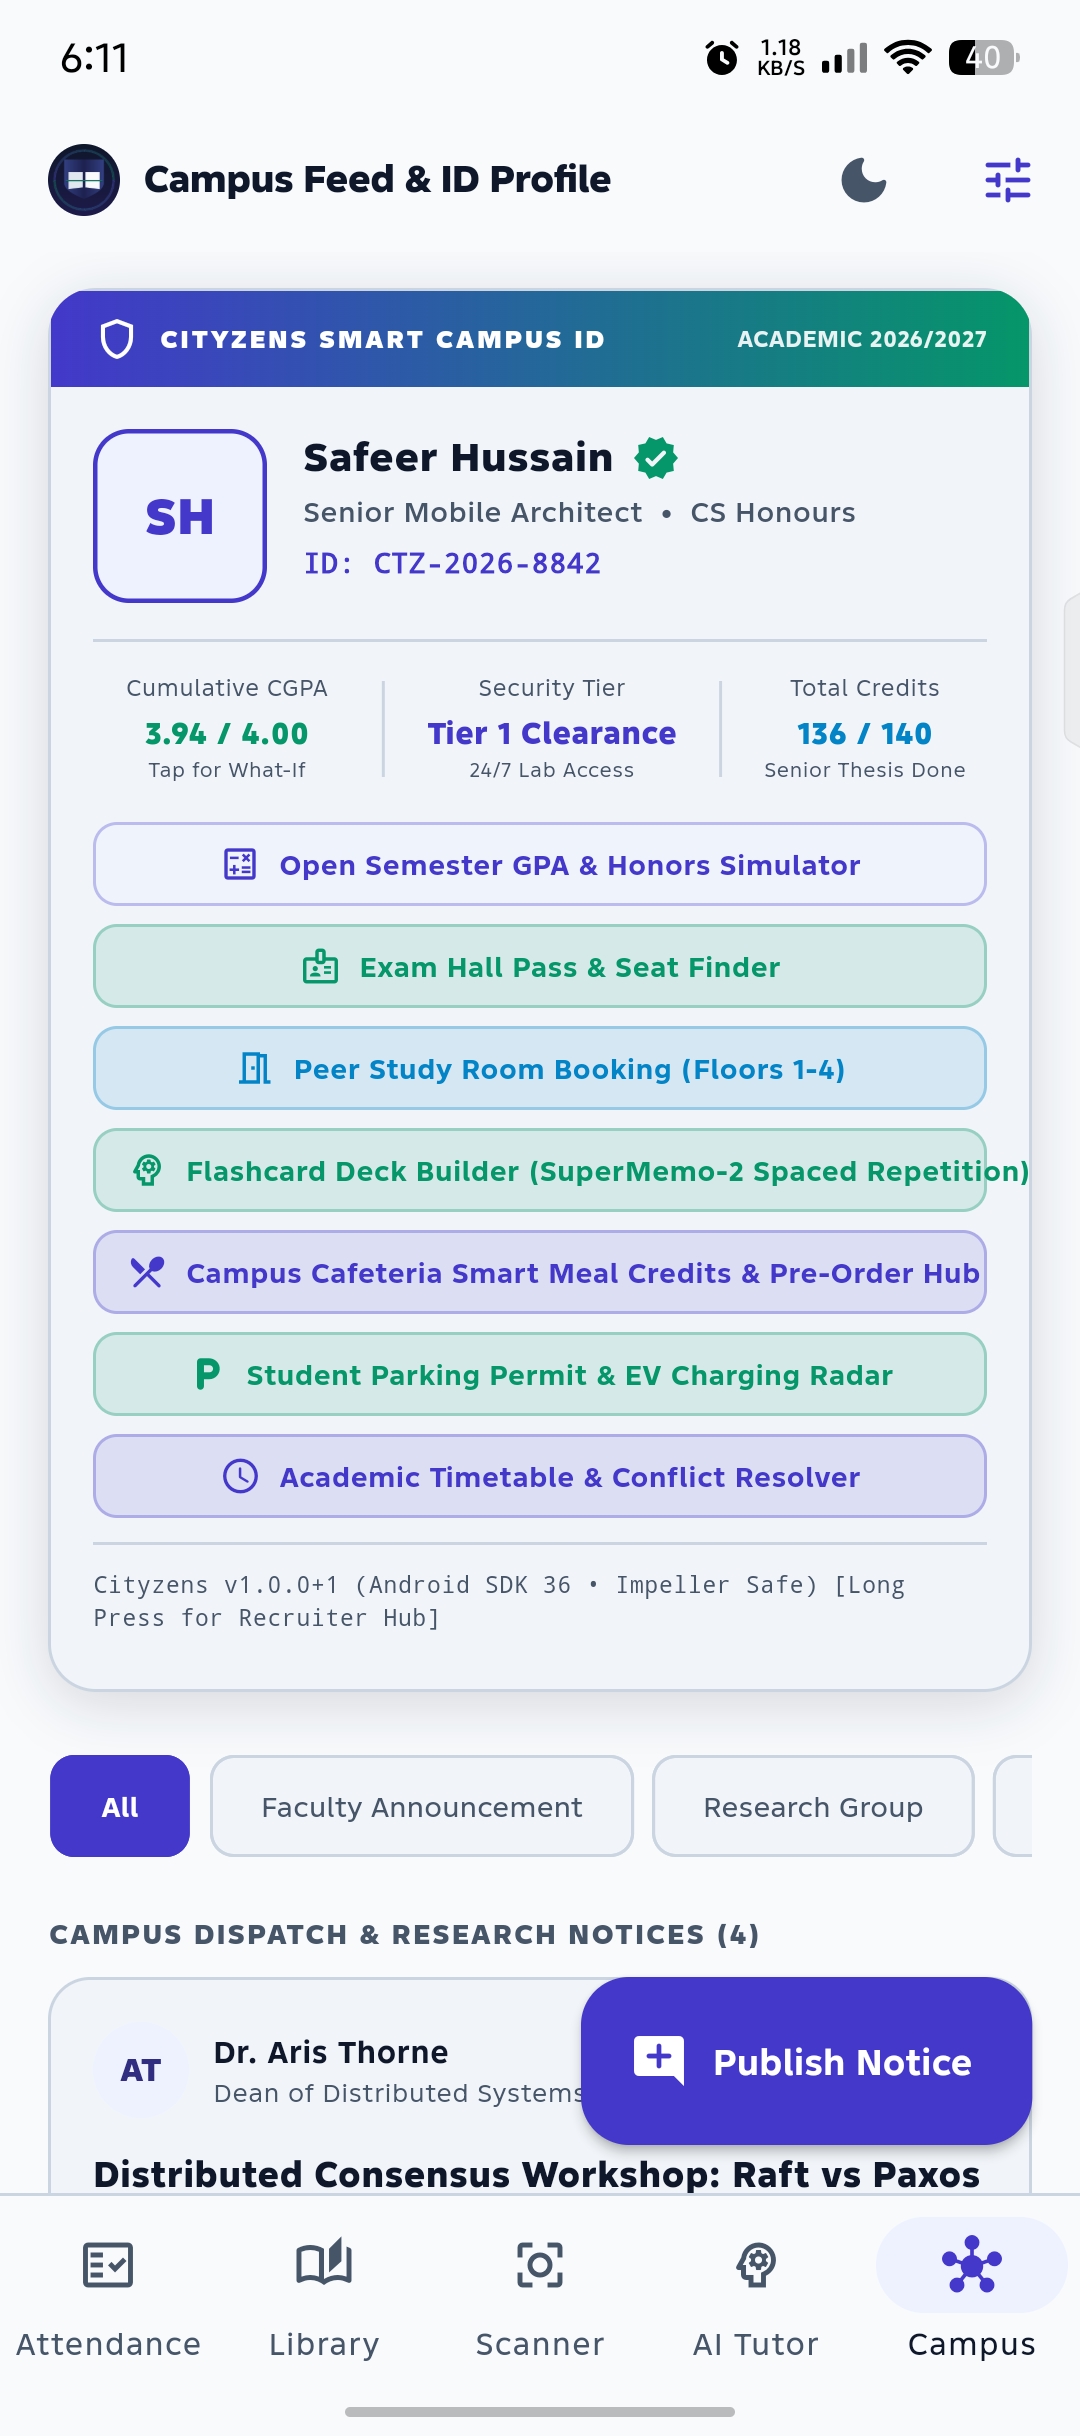 6:11
1.18
KB/S
40
Campus Feed & ID Profile
CITYZENS SMART CAMPUS ID
ACADEMIC 2026/2027
SH
Safeer Hussain
Senior Mobile Architect • CS Honours
ID: CTZ-2026-8842
Cumulative CGPA
3.94 / 4.00
Tap for What-If
Security Tier
Tier 1 Clearance
24/7 Lab Access
Total Credits
136 / 140
Senior Thesis Done
Open Semester GPA & Honors Simulator
Exam Hall Pass & Seat Finder
Peer Study Room Booking (Floors 1-4)
Flashcard Deck Builder (SuperMemo-2 Spaced Repetition)
Campus Cafeteria Smart Meal Credits & Pre-Order Hub
P Student Parking Permit & EV Charging Radar
Academic Timetable & Conflict Resolver
Cityzens v1.0.0+1 (Android SDK 36 • Impeller Safe) [Long
Press for Recruiter Hub]
All
Faculty Announcement
Research Group
CAMPUS DISPATCH & RESEARCH NOTICES (4)
AT
Dr. Aris Thorne
Dean of Distributed Systems
Publish Notice
Distributed Consensus Workshop: Raft vs Paxos
Attendance
Library
Scanner
AI Tutor
Campus